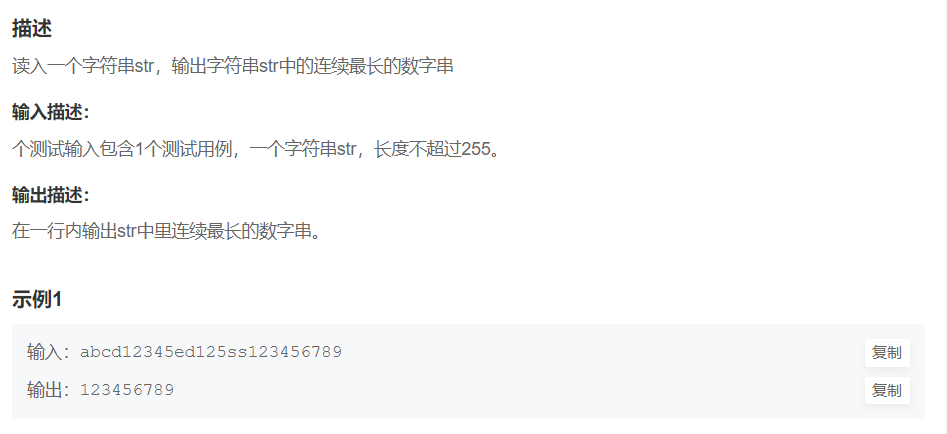 描述
读入一个字符串str，输出字符串str中的连续最长的数字串
输入描述：
个测试输入包含1个测试用例，一个字符串str，长度不超过255。
输出描述：
在一行内输出str中里连续最长的数字串。
示例1
输入：abcd12345ed125ss123456789 复制
输出：123456789 复制